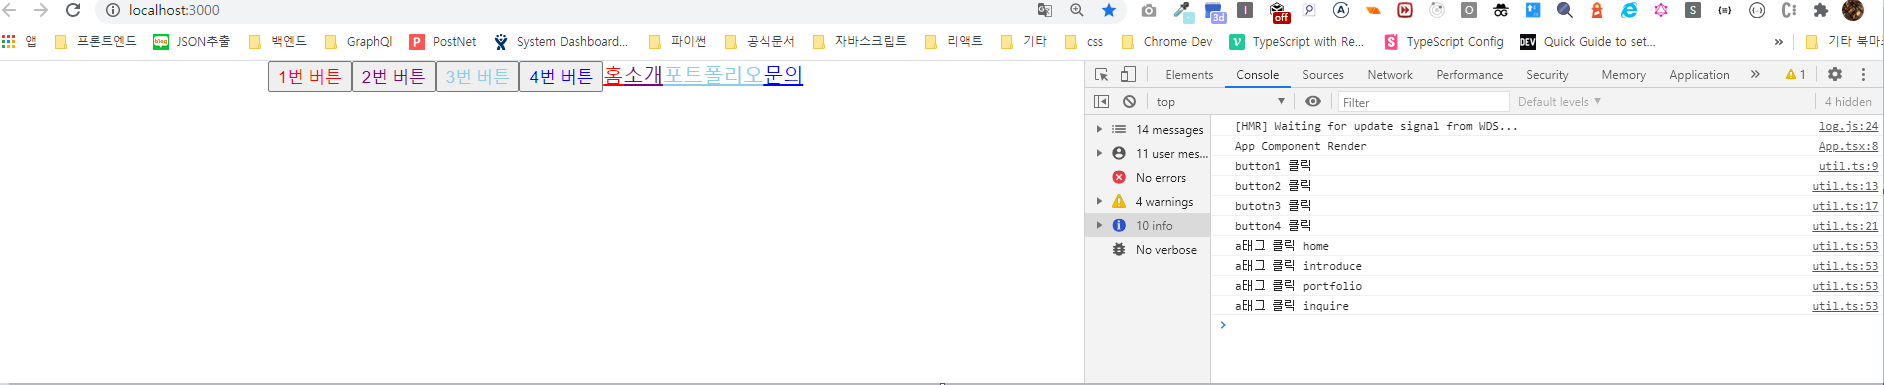 localhost:3000
3d
off
앱 프론트엔드 JSON추출 백엔드 GraphQl PostNet System Dashboard... 파이썬 공식문서 자바스크립트 리액트 기타 css Chrome Dev TypeScript with Re... TypeScript Config DEV Quick Guide to set... » 기타 북마크
1번 버튼 2번 버튼 3번 버튼 4번 버튼 홈소개포트폴리오문의
Elements Console Sources Network Performance Security Memory Application » 1
top Filter Default levels 4 hidden
14 messages
11 user mes...
No errors
4 warnings
10 info
No verbose
[HMR] Waiting for update signal from WDS... log.js:24
App Component Render App.tsx:8
button1 클릭 util.ts:9
button2 클릭 util.ts:13
butotn3 클릭 util.ts:17
button4 클릭 util.ts:21
a태그 클릭 home util.ts:53
a태그 클릭 introduce util.ts:53
a태그 클릭 portfolio util.ts:53
a태그 클릭 inquire util.ts:53